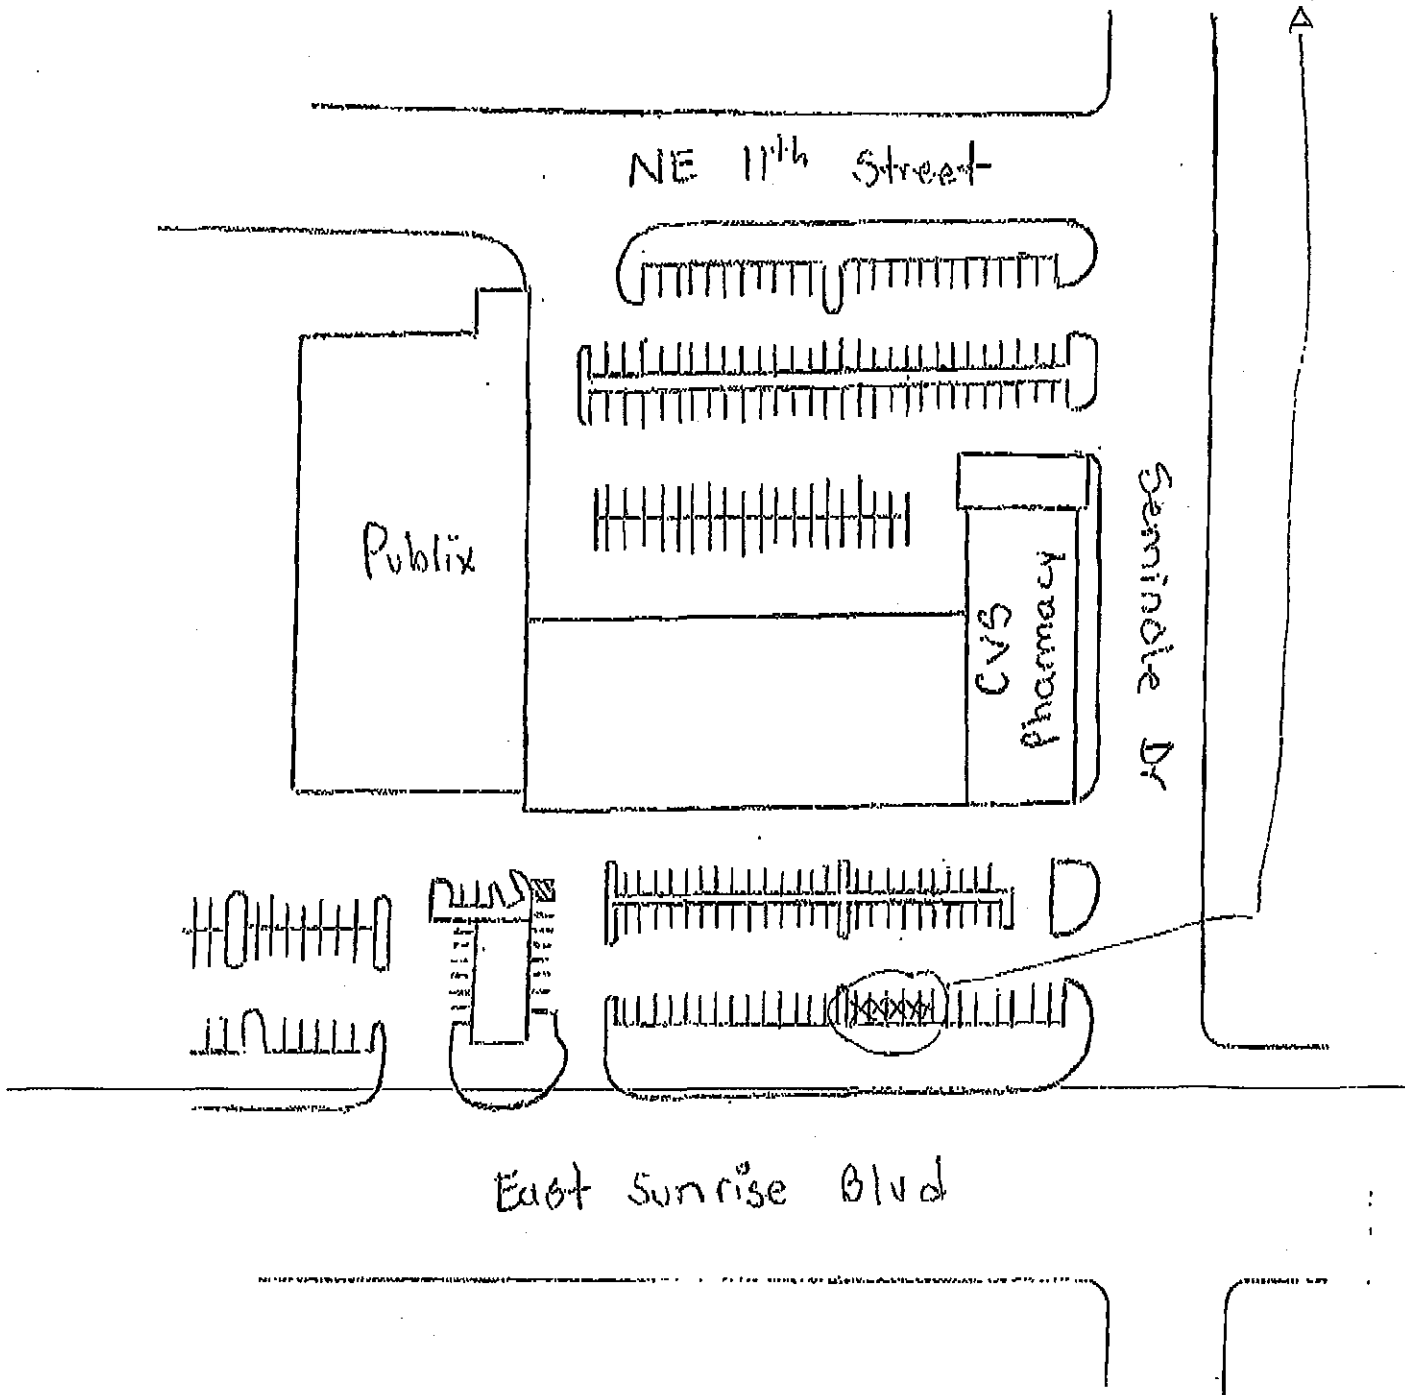 NE 11th Street
Publix
CVS
Pharmacy
Seminole Dr
East Sunrise Blvd